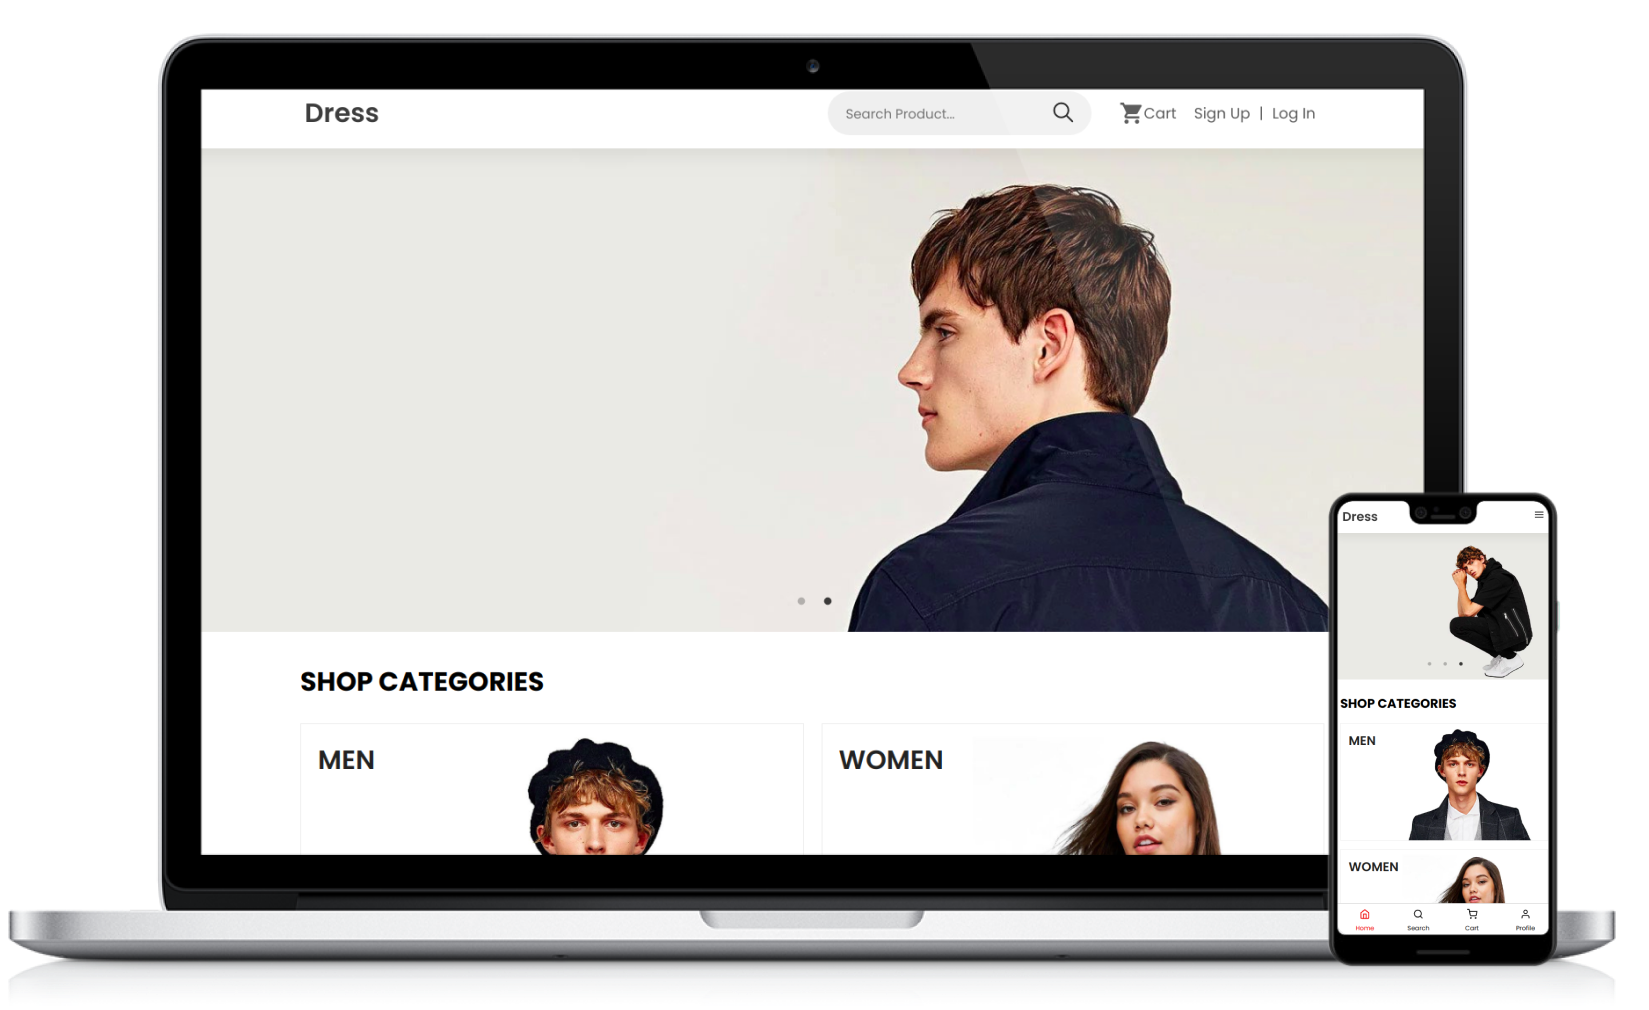 Dress
Search Product...
Cart
Sign Up | Log In
SHOP CATEGORIES
MEN
WOMEN
Dress
SHOP CATEGORIES
MEN
WOMEN
Home
Search
Cart
Profile